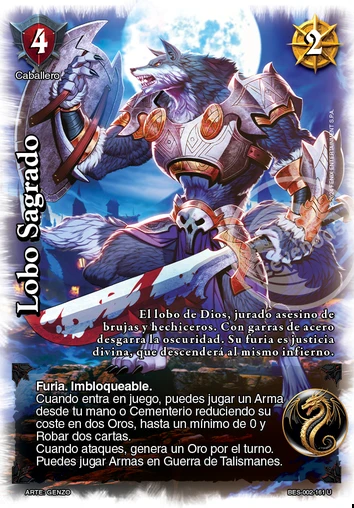 4
2
Caballero
Lobo Sagrado
El lobo de Dios, jurado asesino de
brujas y hechiceros. Con garras de acero
desgarra la oscuridad. Su furia es justicia
divina, que descenderá al mismo infierno.
Furia. Imbloqueable.
Cuando entra en juego, puedes jugar un Arma
desde tu mano o Cementerio reduciendo su
coste en dos Oros, hasta un mínimo de 0 y
Robar dos cartas.
Cuando ataques, genera un Oro por el turno.
Puedes jugar Armas en Guerra de Talismanes.
ARTE: GENZO
BES-002-161 U